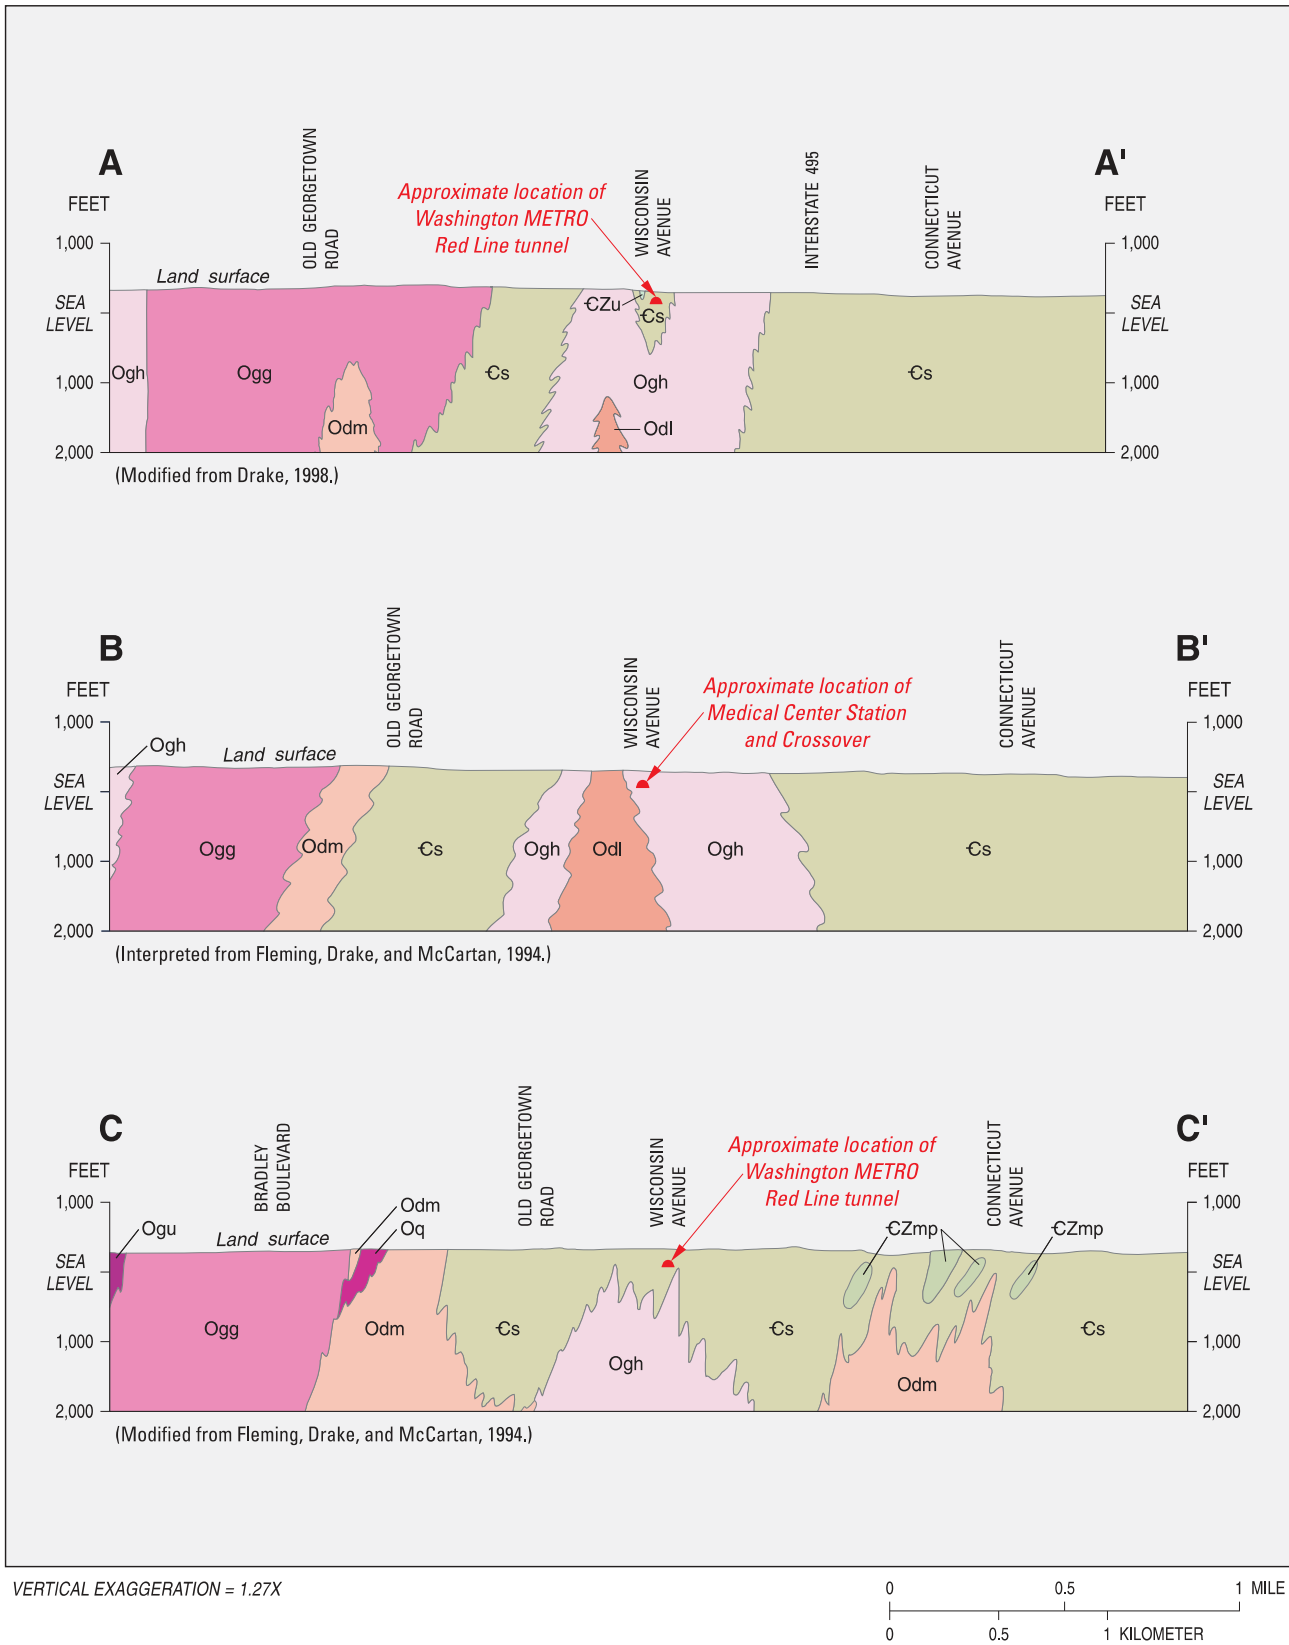 A
A'
FEET
OLD GEORGETOWN
ROAD
Approximate location of
Washington METRO
Red Line tunnel
WISCONSIN
AVENUE
INTERSTATE 495
CONNECTICUT
AVENUE
FEET
1,000
1,000
Land surface
SEA
LEVEL
ꞒZu
Ꞓs
SEA
LEVEL
Ogh
Ogg
Ꞓs
Ogh
Ꞓs
1,000
1,000
Odm
Odl
2,000
2,000
(Modified from Drake, 1998.)
B
B'
FEET
OLD GEORGETOWN
ROAD
WISCONSIN
AVENUE
Approximate location of
Medical Center Station
and Crossover
CONNECTICUT
AVENUE
FEET
1,000
1,000
Ogh
Land surface
SEA
LEVEL
SEA
LEVEL
Ogg
Odm
Ꞓs
Ogh
Odl
Ogh
Ꞓs
1,000
1,000
2,000
2,000
(Interpreted from Fleming, Drake, and McCartan, 1994.)
C
C'
FEET
BRADLEY
BOULEVARD
OLD GEORGETOWN
ROAD
WISCONSIN
AVENUE
Approximate location of
Washington METRO
Red Line tunnel
CONNECTICUT
AVENUE
FEET
1,000
1,000
Ogu
Land surface
Odm
Oq
ꞒZmp
ꞒZmp
SEA
LEVEL
SEA
LEVEL
Ogg
Odm
Ꞓs
Ogh
Ꞓs
Odm
Ꞓs
1,000
1,000
2,000
2,000
(Modified from Fleming, Drake, and McCartan, 1994.)
VERTICAL EXAGGERATION = 1.27X
0 0.5 1 MILE
0 0.5 1 KILOMETER